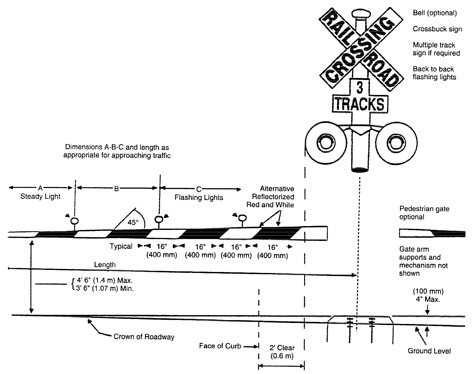 Bell (optional)
Crossbuck sign
Multiple track
sign if required
Back to back
flashing lights
RAIL
ROAD
CROSSING
3
TRACKS
Dimensions A-B-C and length as
appropriate for approaching traffic
A
Steady Light
B
C
Flashing Lights
Alternative
Reflectorized
Red and White
45°
Typical
16" 16" 16" 16"
(400 mm) (400 mm) (400 mm) (400 mm)
Length
4' 6" (1.4 m) Max.
3' 6" (1.07 m) Min.
Pedestrian gate
optional
Gate arm
supports and
mechanism not
shown
(100 mm)
4" Max.
Crown of Roadway
Face of Curb
2' Clear
(0.6 m)
Ground Level